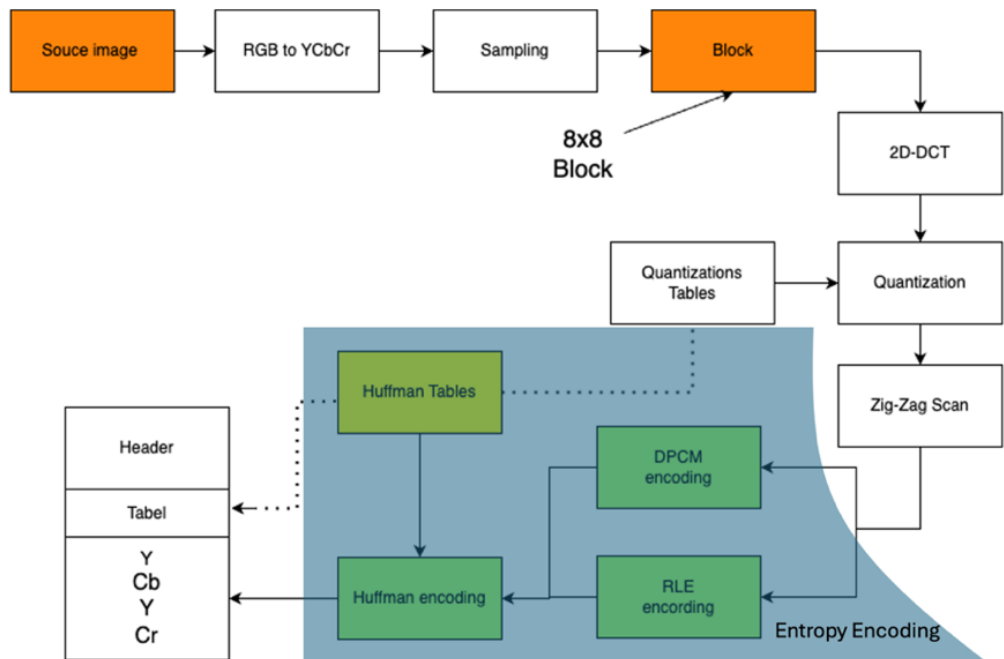 Souce image
RGB to YCbCr
Sampling
Block
8x8
Block
2D-DCT
Quantizations
Tables
Quantization
Huffman Tables
Zig-Zag Scan
Header
DPCM
encoding
Tabel
Y
Cb
Y
Cr
Huffman encoding
RLE
encording
Entropy Encoding